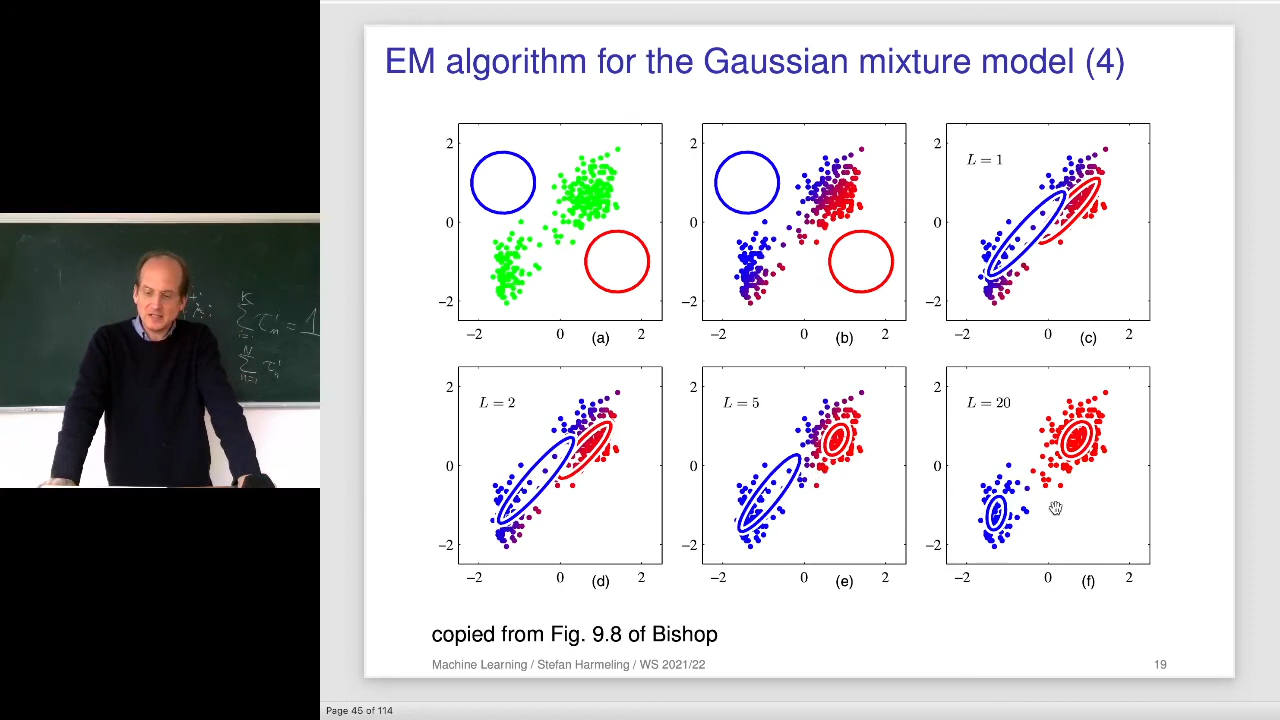 EM algorithm for the Gaussian mixture model (4)
2
0
−2
−2 0 2
(a)
2
0
−2
−2 0 2
(b)
L = 1
2
0
−2
−2 0 2
(c)
L = 2
2
0
−2
−2 0 2
(d)
L = 5
2
0
−2
−2 0 2
(e)
L = 20
2
0
−2
−2 0 2
(f)
copied from Fig. 9.8 of Bishop
Machine Learning / Stefan Harmeling / WS 2021/22 19
Page 45 of 114
K
N